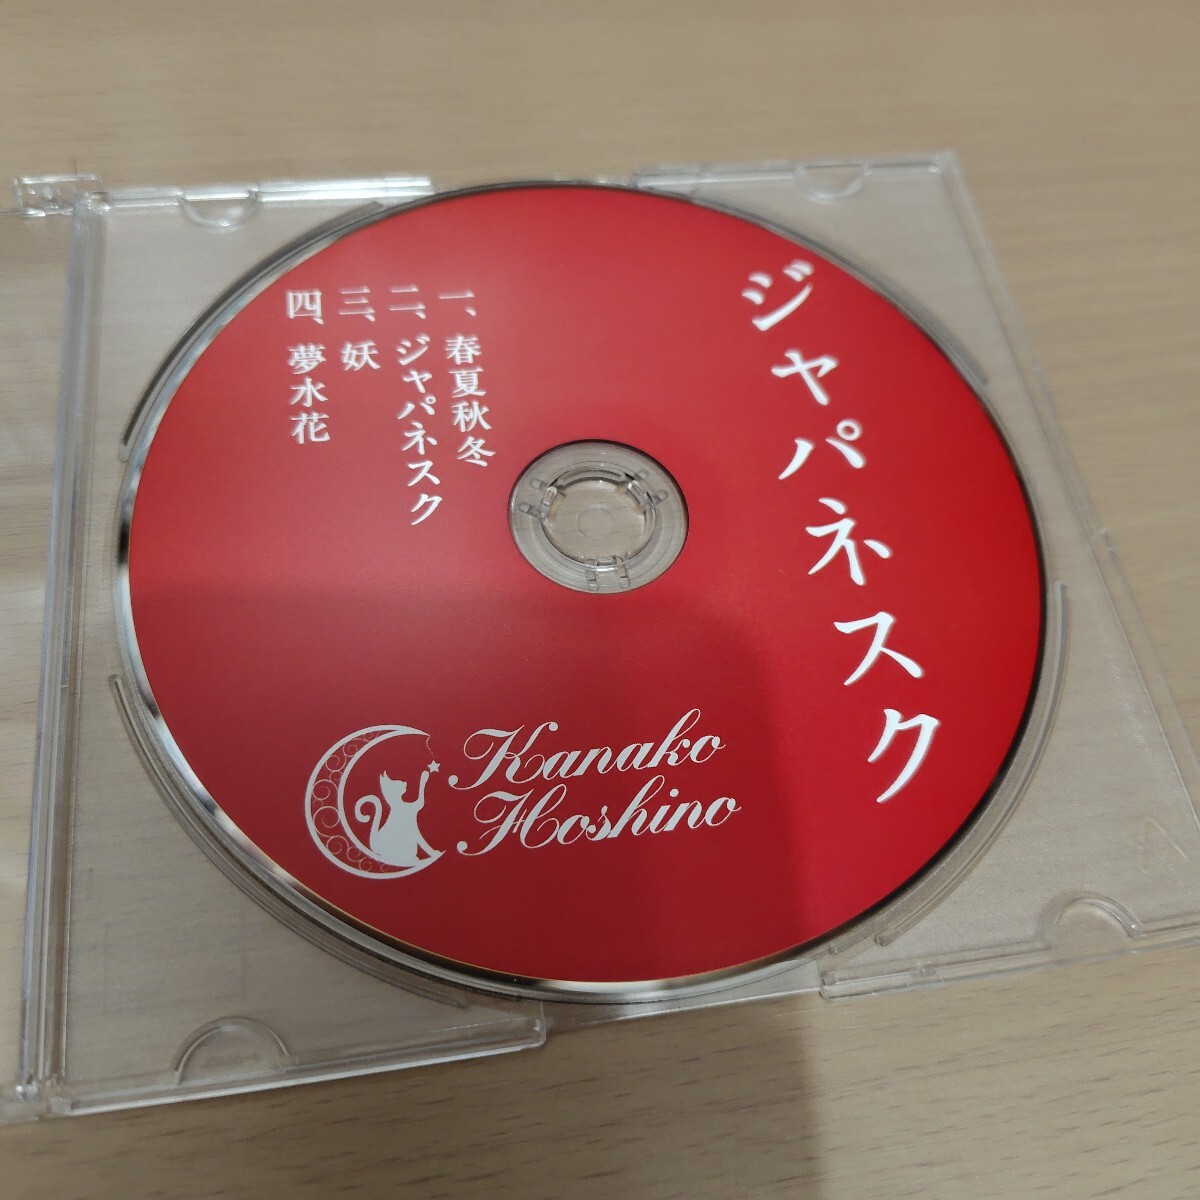 ジャパネスク
一、春夏秋冬
二、ジャパネスク
三、妖
四、夢水花
Kanako
Hoshino